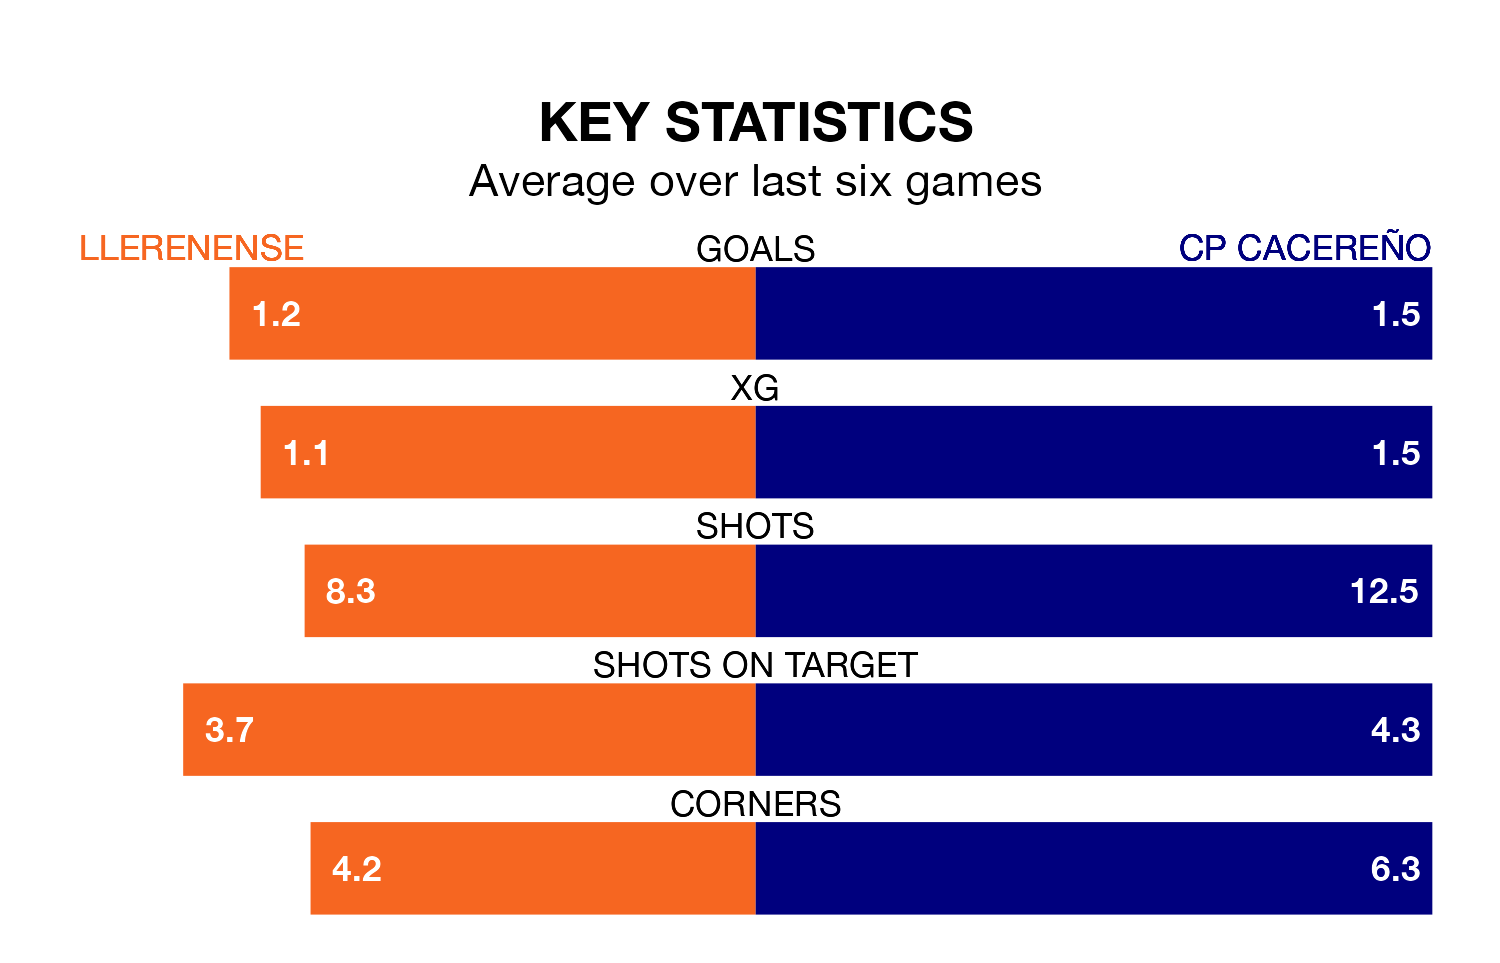 KEY STATISTICS
Average over last six games
LLERENENSE GOALS CP CACEREÑO
1.2 1.5
XG
1.1 1.5
SHOTS
8.3 12.5
SHOTS ON TARGET
3.7 4.3
CORNERS
4.2 6.3